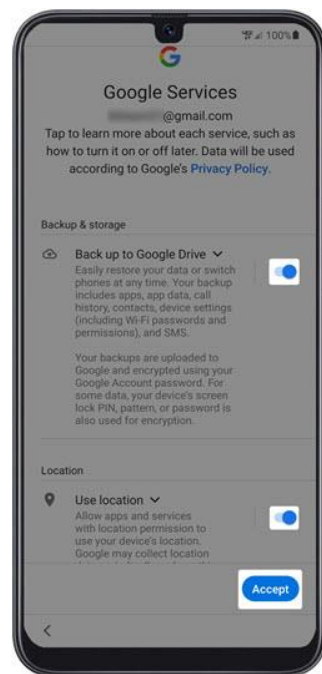 100%
G
Google Services
@gmail.com
Tap to learn more about each service, such as
how to turn it on or off later. Data will be used
according to Google's Privacy Policy.
Backup & storage
Back up to Google Drive
Easily restore your data or switch
phones at any time. Your backup
includes apps, app data, call
history, contacts, device settings
(including Wi-Fi passwords and
permissions), and SMS.
Your backups are uploaded to
Google and encrypted using your
Google Account password. For
some data, your device's screen
lock PIN, pattern, or password is
also used for encryption.
Location
Use location
Allow apps and services
with location permission to
use your device's location.
Google may collect location
Accept